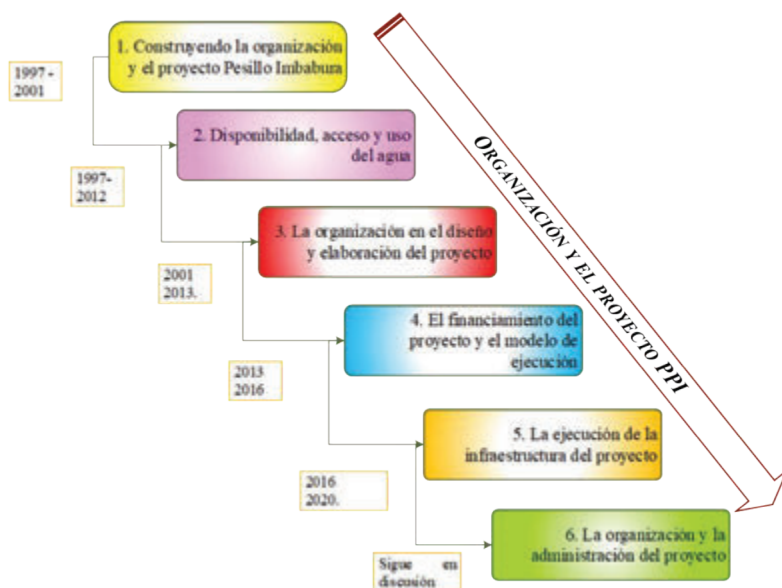 1. Construyendo la organización
y el proyecto Pesillo Imbabura
1997 -
2001
2. Disponibilidad, acceso y uso
del agua
1997-
2012
3. La organización en el diseño
y elaboración del proyecto
2001
2013.
4. El financiamiento del
proyecto y el modelo de
ejecución
2013
2016
5. La ejecución de la
infraestructura del proyecto
2016
2020.
6. La organización y la
administración del proyecto
Sigue en
discusión
ORGANIZACIÓN Y EL PROYECTO PPI